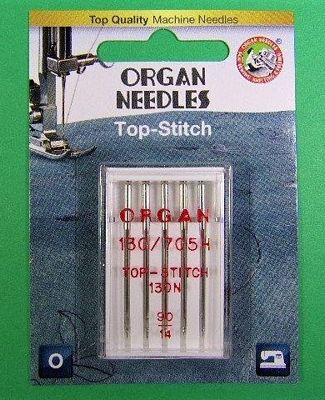 Top Quality Machine Needles
ORGAN
NEEDLES
Top-Stitch
ORGAN
130/705H
TOP-STITCH
130N
90
14
O